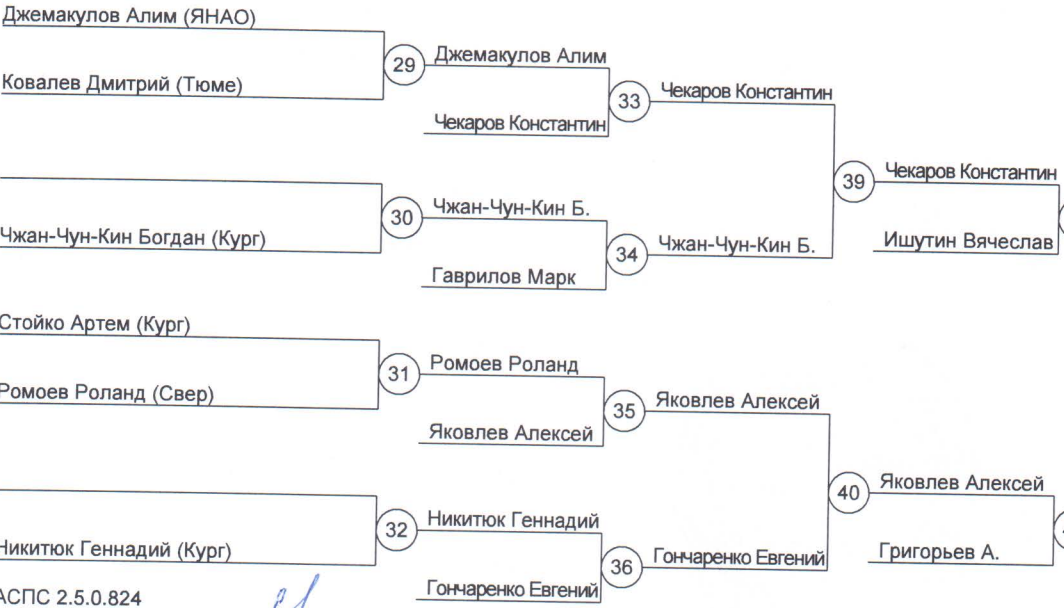 Джемакулов Алим (ЯНАО)
29
Джемакулов Алим
Ковалев Дмитрий (Тюме)
33
Чекаров Константин
Чекаров Константин
39
Чекаров Константин
30
Чжан-Чун-Кин Б.
Чжан-Чун-Кин Богдан (Кург)
34
Чжан-Чун-Кин Б.
Ишутин Вячеслав
Гаврилов Марк
Стойко Артем (Кург)
31
Ромоев Роланд
Ромоев Роланд (Свер)
35
Яковлев Алексей
Яковлев Алексей
40
Яковлев Алексей
32
Никитюк Геннадий
Никитюк Геннадий (Кург)
36
Гончаренко Евгений
Григорьев А.
Гончаренко Евгений
АСПС 2.5.0.824